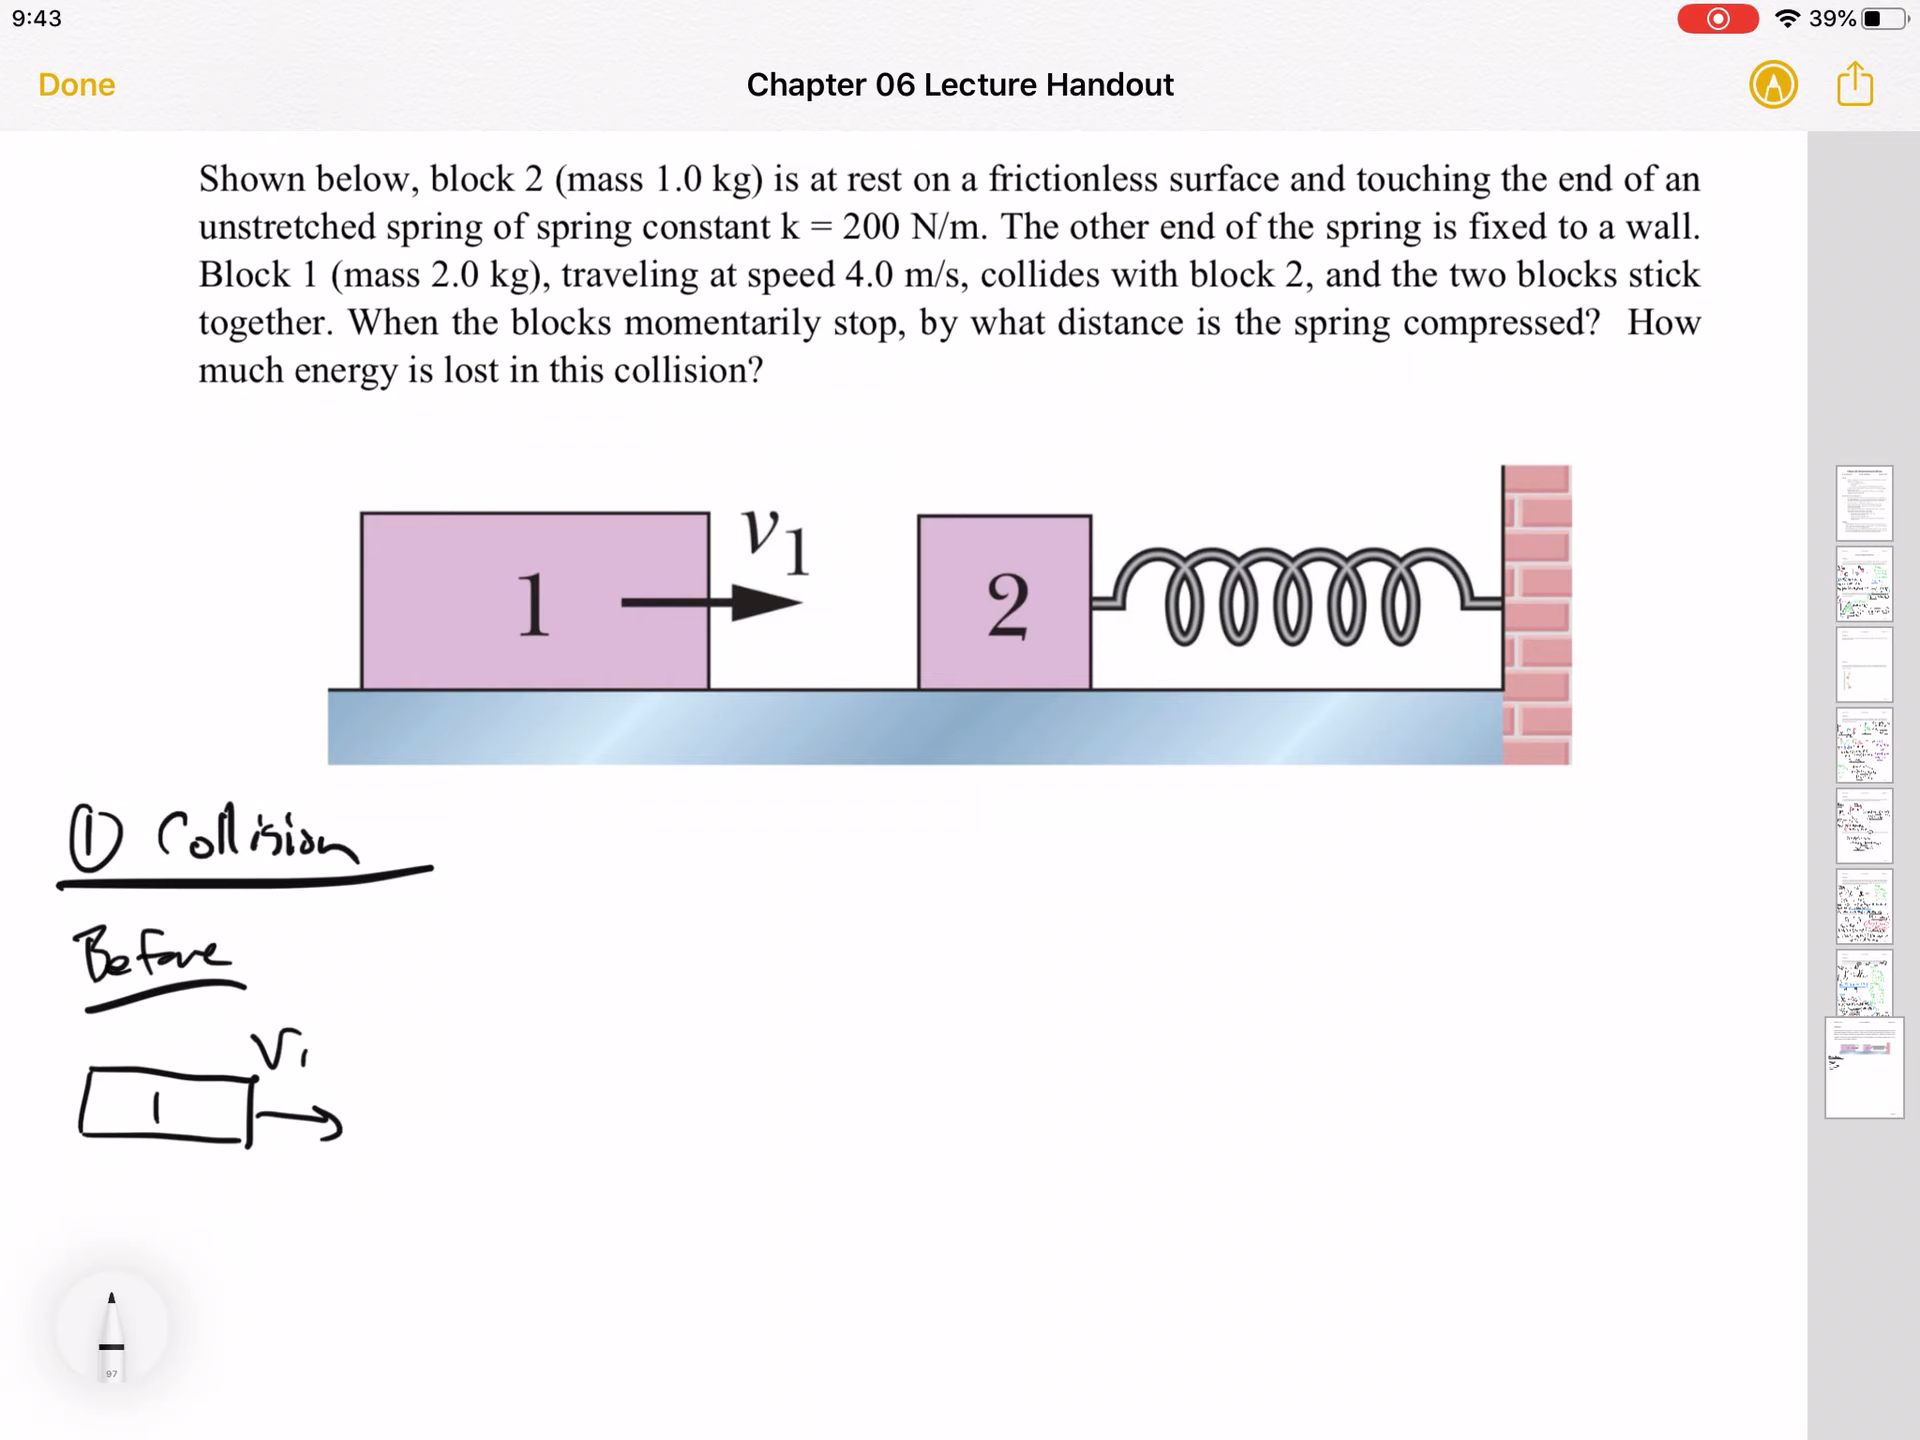 9:43
39%
Done
Chapter 06 Lecture Handout
Shown below, block 2 (mass 1.0 kg) is at rest on a frictionless surface and touching the end of an
unstretched spring of spring constant k = 200 N/m. The other end of the spring is fixed to a wall.
Block 1 (mass 2.0 kg), traveling at speed 4.0 m/s, collides with block 2, and the two blocks stick
together. When the blocks momentarily stop, by what distance is the spring compressed? How
much energy is lost in this collision?
v1
1
2
① Collision
Before
V1
1
97